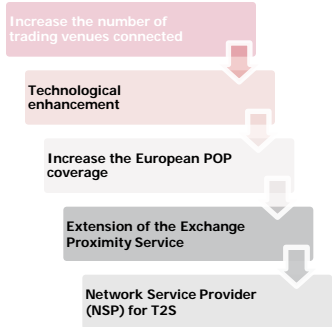 Increase the number of
trading venues connected
Technological
enhancement
Increase the European POP
coverage
Extension of the Exchange
Proximity Service
Network Service Provider
(NSP) for T2S